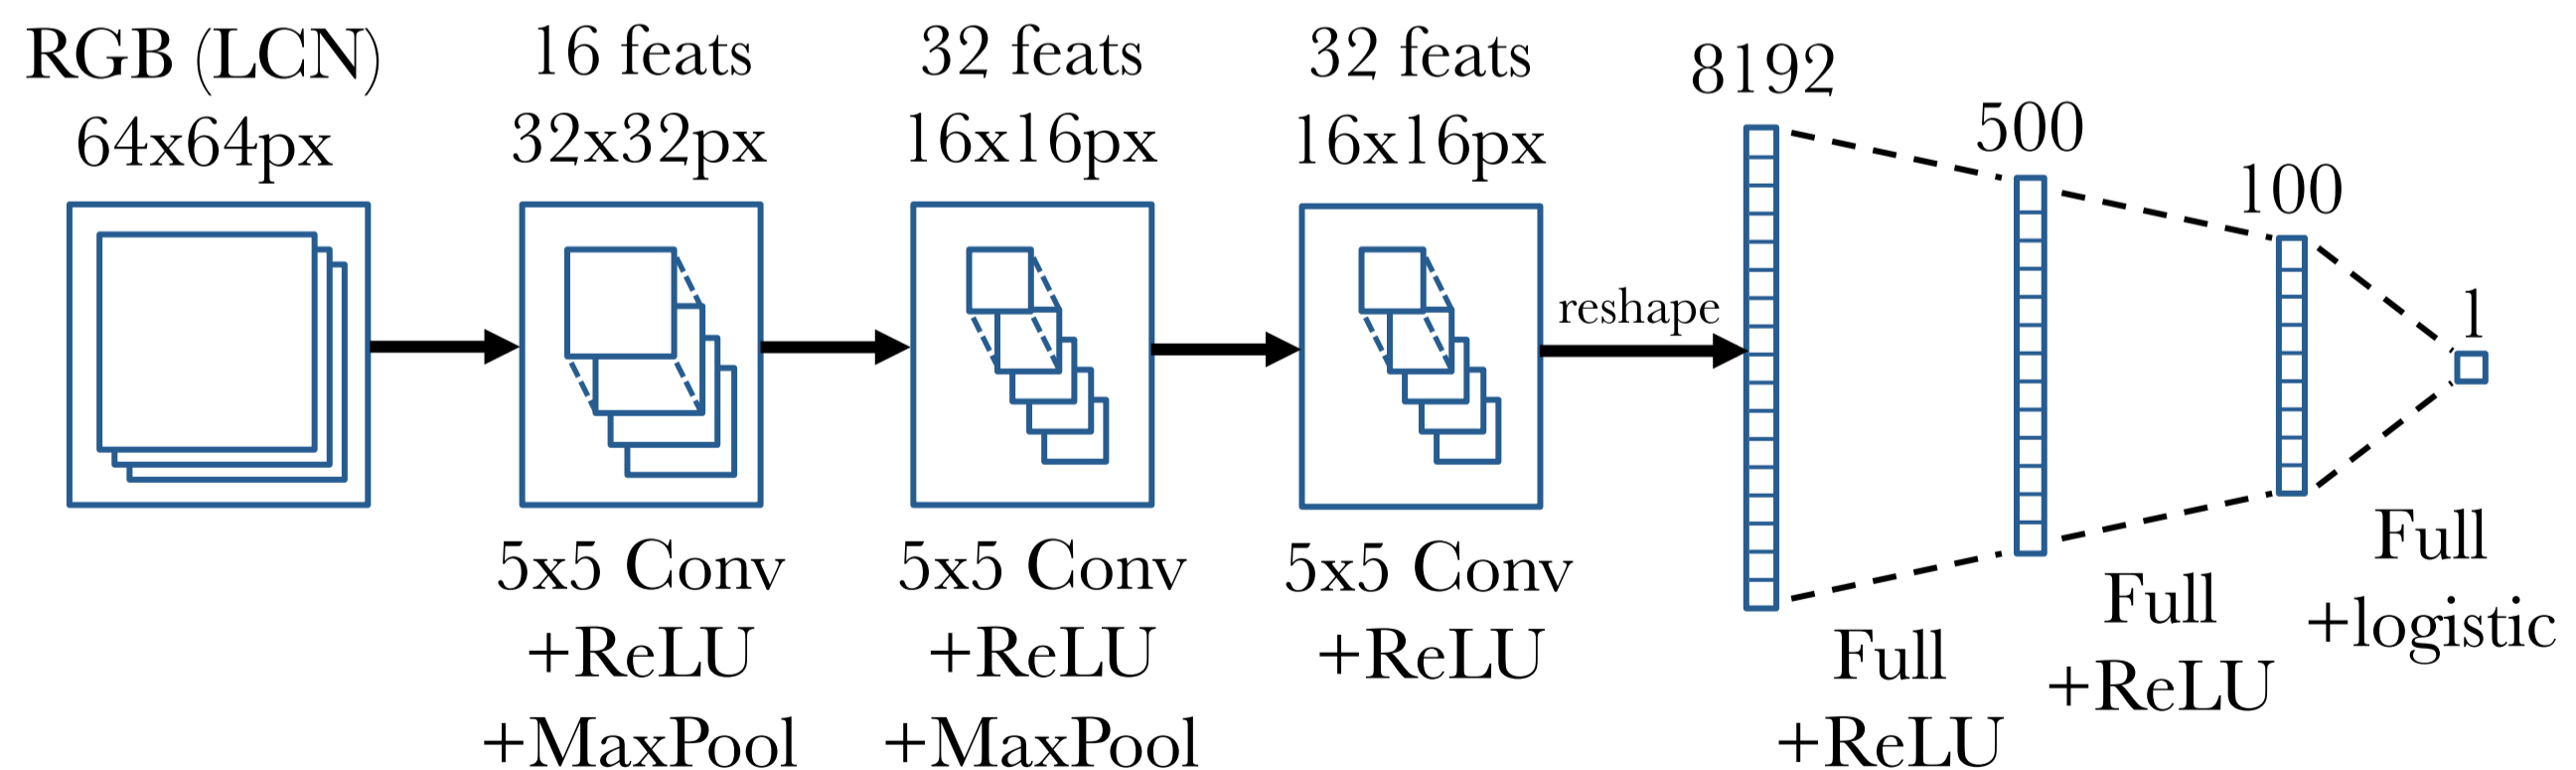 RGB (LCN)
64x64px
16 feats
32x32px
32 feats
16x16px
32 feats
16x16px
8192
500
100
1
reshape
5x5 Conv
+ReLU
+MaxPool
5x5 Conv
+ReLU
+MaxPool
5x5 Conv
+ReLU
Full
+ReLU
Full
+ReLU
Full
+logistic